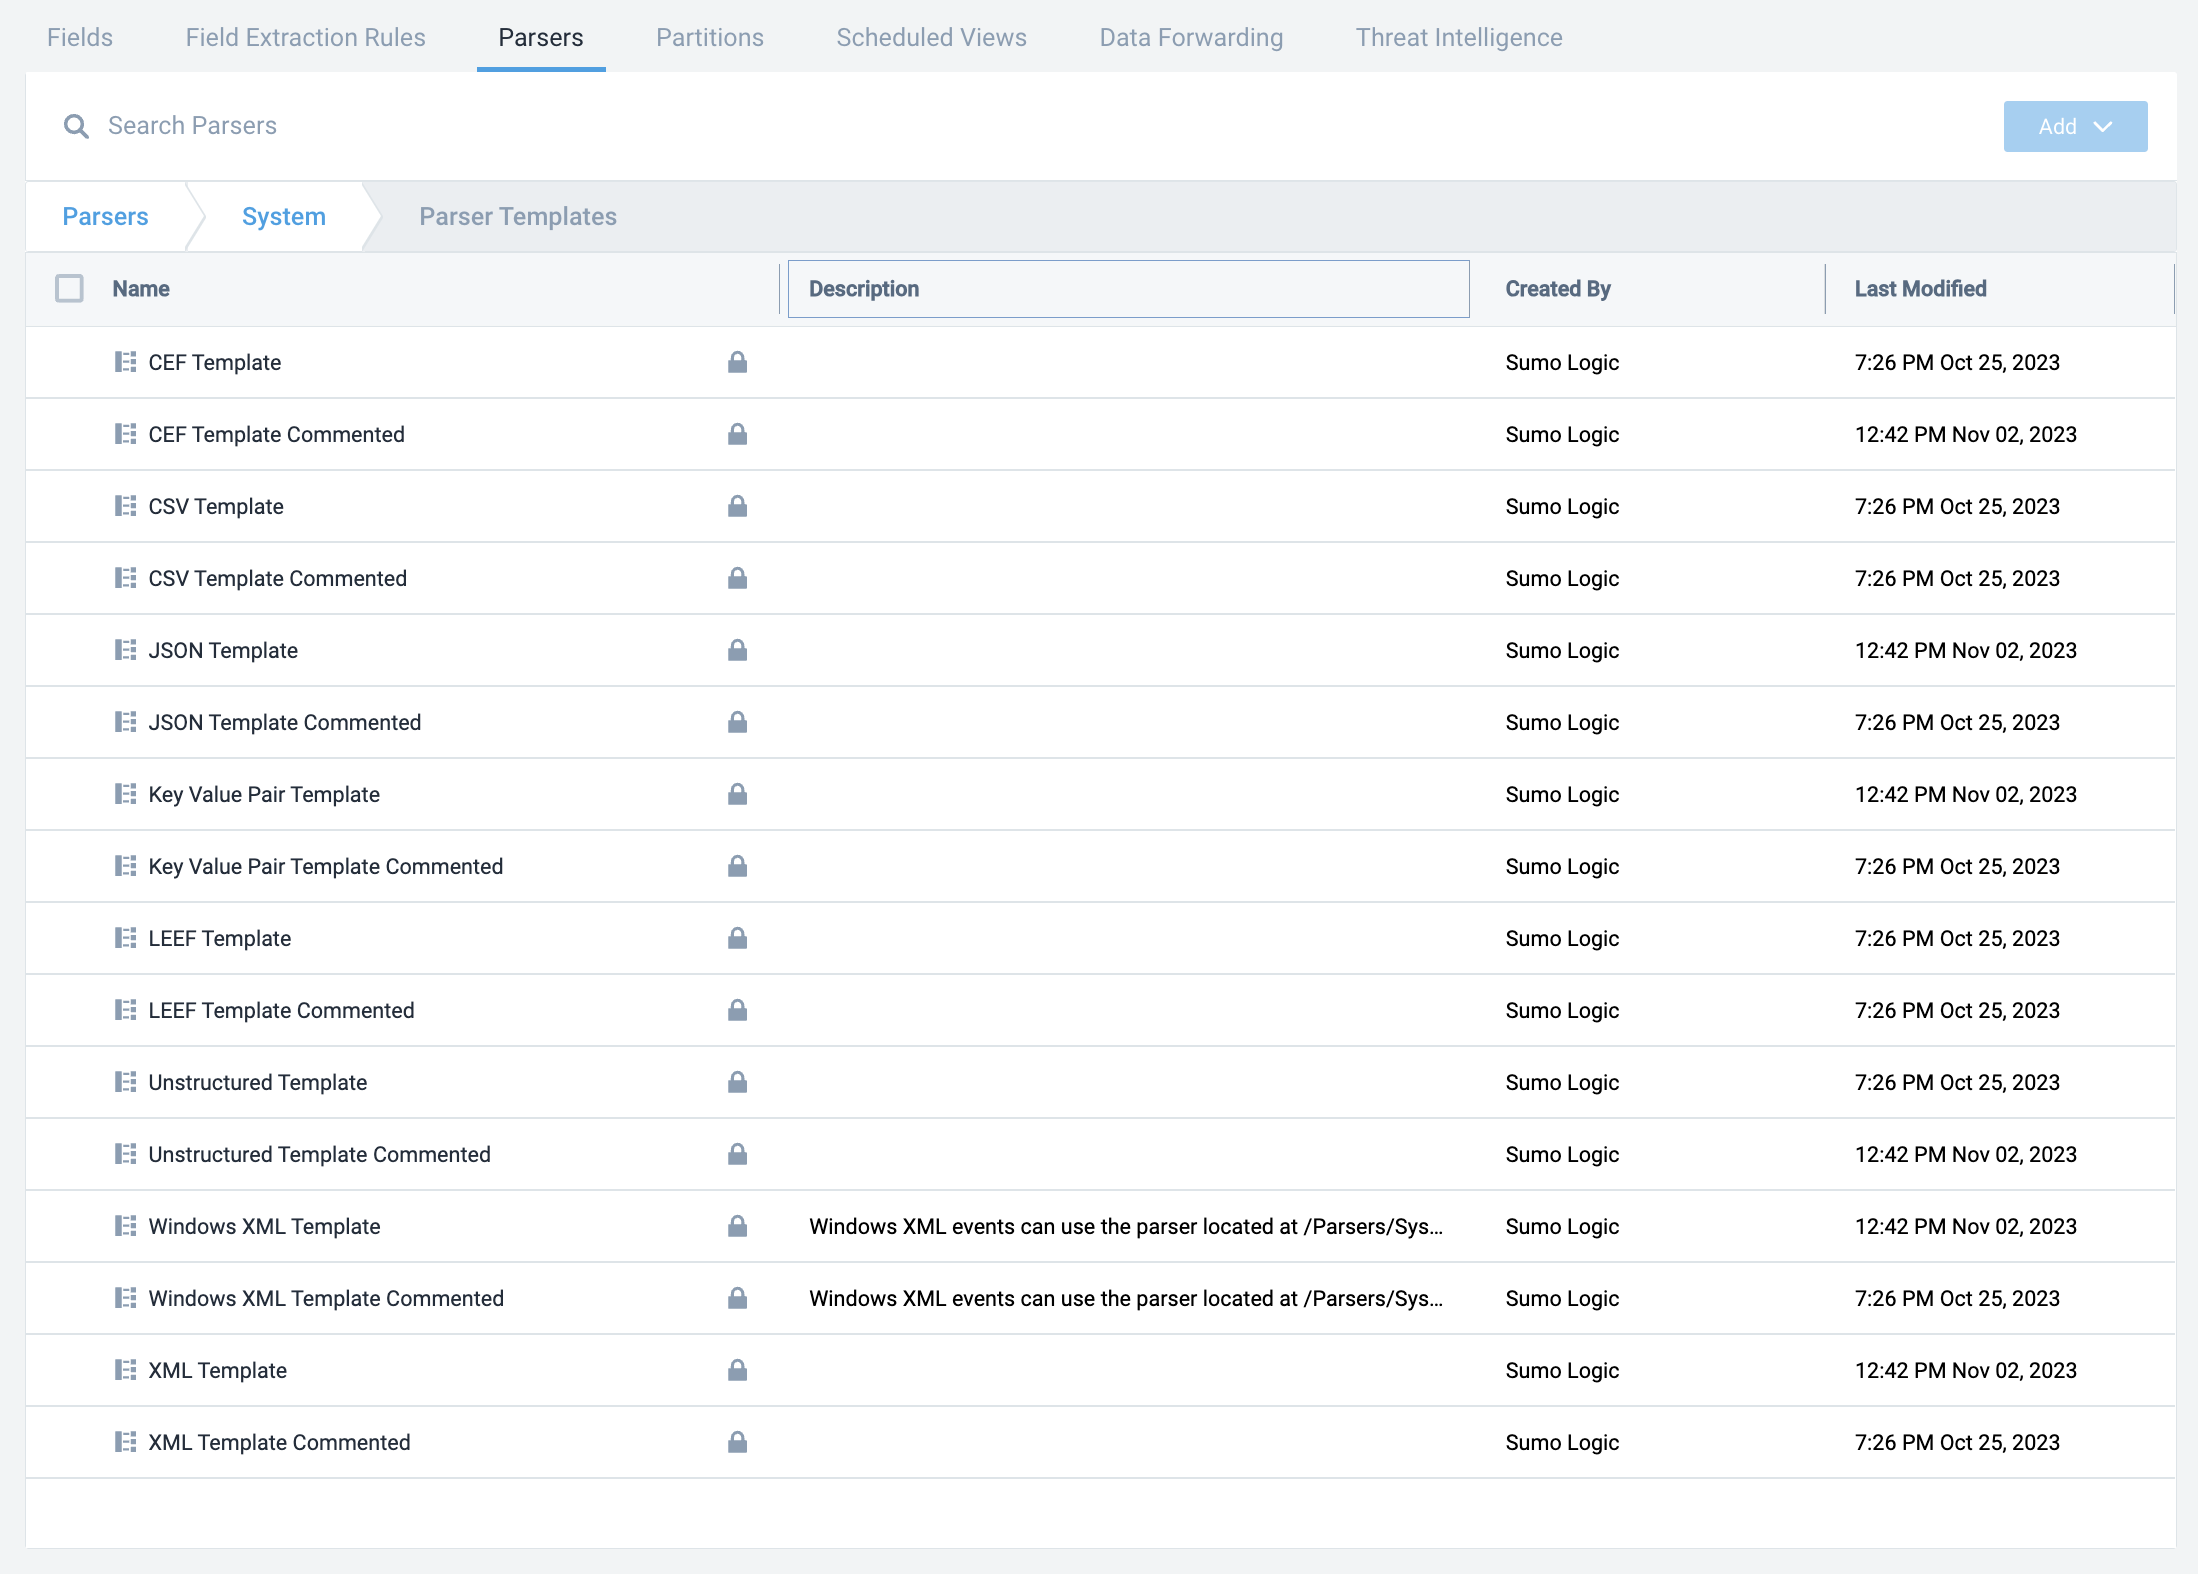 Fields Field Extraction Rules Parsers Partitions Scheduled Views Data Forwarding Threat Intelligence
Search Parsers Add
Parsers System Parser Templates
Name Description Created By Last Modified
CEF Template Sumo Logic 7:26 PM Oct 25, 2023
CEF Template Commented Sumo Logic 12:42 PM Nov 02, 2023
CSV Template Sumo Logic 7:26 PM Oct 25, 2023
CSV Template Commented Sumo Logic 7:26 PM Oct 25, 2023
JSON Template Sumo Logic 12:42 PM Nov 02, 2023
JSON Template Commented Sumo Logic 7:26 PM Oct 25, 2023
Key Value Pair Template Sumo Logic 12:42 PM Nov 02, 2023
Key Value Pair Template Commented Sumo Logic 7:26 PM Oct 25, 2023
LEEF Template Sumo Logic 7:26 PM Oct 25, 2023
LEEF Template Commented Sumo Logic 7:26 PM Oct 25, 2023
Unstructured Template Sumo Logic 7:26 PM Oct 25, 2023
Unstructured Template Commented Sumo Logic 12:42 PM Nov 02, 2023
Windows XML Template Windows XML events can use the parser located at /Parsers/Sys... Sumo Logic 12:42 PM Nov 02, 2023
Windows XML Template Commented Windows XML events can use the parser located at /Parsers/Sys... Sumo Logic 7:26 PM Oct 25, 2023
XML Template Sumo Logic 12:42 PM Nov 02, 2023
XML Template Commented Sumo Logic 7:26 PM Oct 25, 2023